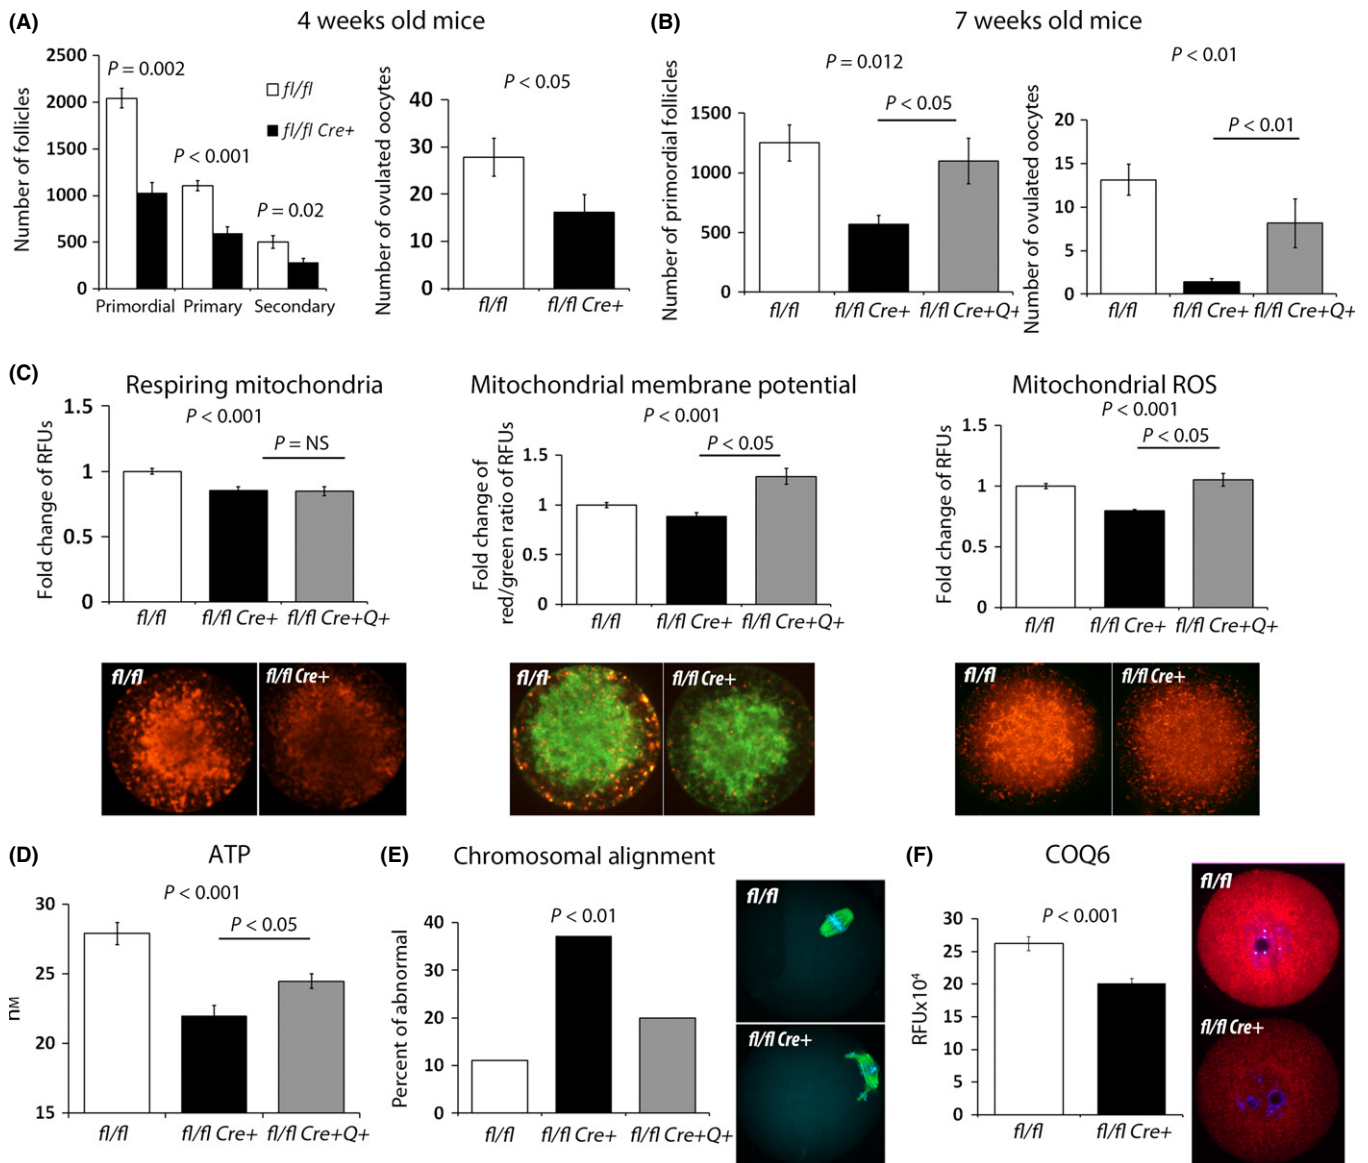 (A)
4 weeks old mice
Number of follicles
2500
2000
1500
1000
500
0
P = 0.002
fl/fl
fl/fl Cre+
P < 0.001
P = 0.02
Primordial
Primary
Secondary
Number of ovulated oocytes
40
30
20
10
0
P < 0.05
fl/fl
fl/fl Cre+
(B)
7 weeks old mice
Number of primordial follicles
1500
1000
500
0
P = 0.012
P < 0.05
fl/fl
fl/fl Cre+
fl/fl Cre+Q+
Number of ovulated oocytes
20
15
10
5
0
P < 0.01
P < 0.01
fl/fl
fl/fl Cre+
fl/fl Cre+Q+
(C)
Respiring mitochondria
Fold change of RFUs
1.5
1
0.5
0
P < 0.001
P = NS
fl/fl
fl/fl Cre+
fl/fl Cre+Q+
fl/fl
fl/fl Cre+
Mitochondrial membrane potential
Fold change of
red/green ratio of RFUs
1.5
1
0.5
0
P < 0.001
P < 0.05
fl/fl
fl/fl Cre+
fl/fl Cre+Q+
fl/fl
fl/fl Cre+
Mitochondrial ROS
Fold change of RFUs
1.5
1
0.5
0
P < 0.001
P < 0.05
fl/fl
fl/fl Cre+
fl/fl Cre+Q+
fl/fl
fl/fl Cre+
(D)
ATP
nM
30
25
20
15
P < 0.001
P < 0.05
fl/fl
fl/fl Cre+
fl/fl Cre+Q+
(E)
Chromosomal alignment
Percent of abnormal
40
30
20
10
0
P < 0.01
fl/fl
fl/fl Cre+
fl/fl Cre+Q+
fl/fl
fl/fl Cre+
(F)
COQ6
RFUx10⁴
30
25
20
15
10
5
0
P < 0.001
fl/fl
fl/fl Cre+
fl/fl
fl/fl Cre+